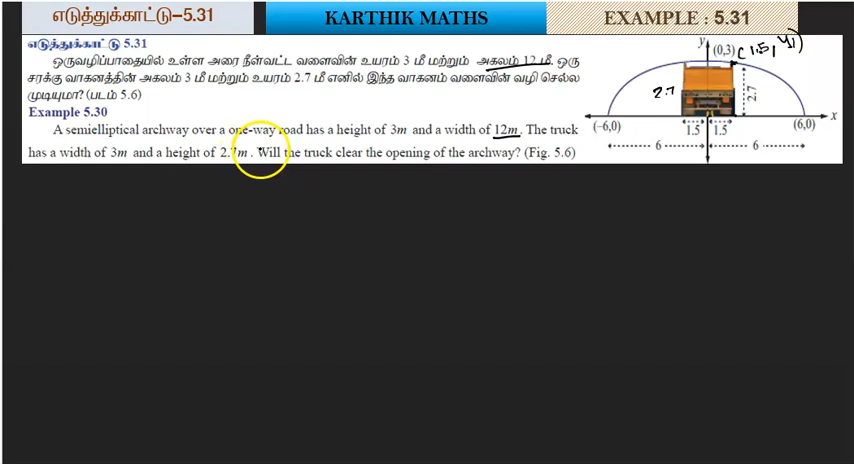 எடுத்துக்காட்டு-5.31
KARTHIK MATHS
EXAMPLE : 5.31
எடுத்துக்காட்டு 5.31
ஒருவழிப்பாதையில் உள்ள அரை நீள்வட்ட வளைவின் உயரம் 3 மீ மற்றும் அகலம் 12 மீ. ஒரு
சரக்கு வாகனத்தின் அகலம் 3 மீ மற்றும் உயரம் 2.7 மீ எனில் இந்த வாகனம் வளைவின் வழி செல்ல
முடியுமா? (படம் 5.6)
Example 5.30
A semielliptical archway over a one-way road has a height of 3m and a width of 12m. The truck
has a width of 3m and a height of 2.7m. Will the truck clear the opening of the archway? (Fig. 5.6)
y
(0,3)
(1.5, y₁)
2.7
2.7
x
(−6,0)
1.5
1.5
(6,0)
6
6